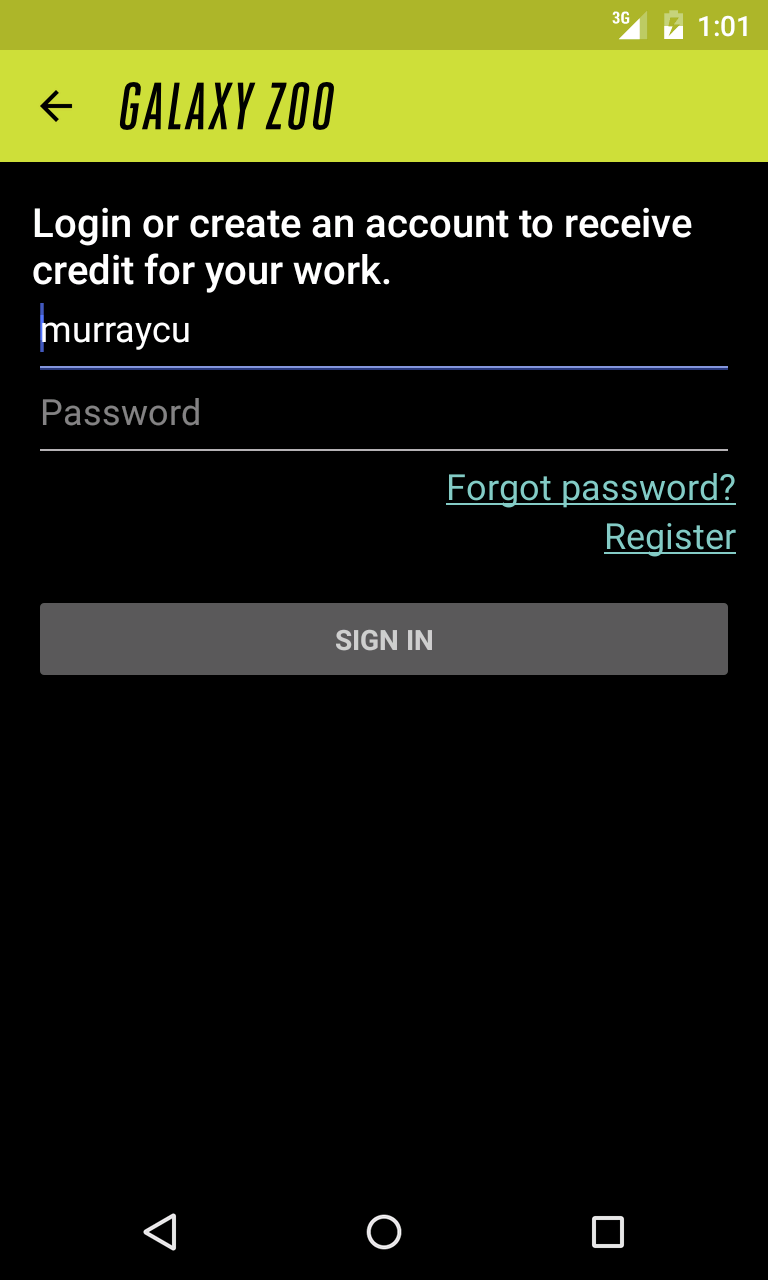 3G 1:01
GALAXY ZOO
Login or create an account to receive
credit for your work.
murraycu
Password
Forgot password?
Register
SIGN IN